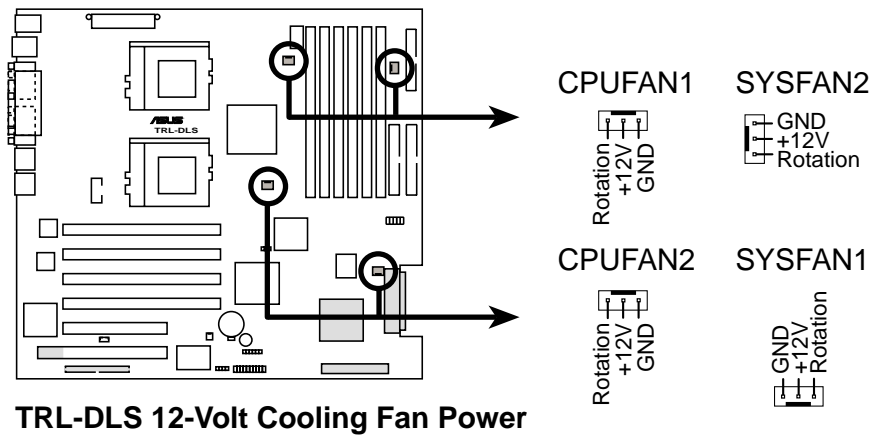 ASUS
TRL-DLS
CPUFAN1
Rotation
+12V
GND
SYSFAN2
GND
+12V
Rotation
CPUFAN2
Rotation
+12V
GND
SYSFAN1
GND
+12V
Rotation
TRL-DLS 12-Volt Cooling Fan Power